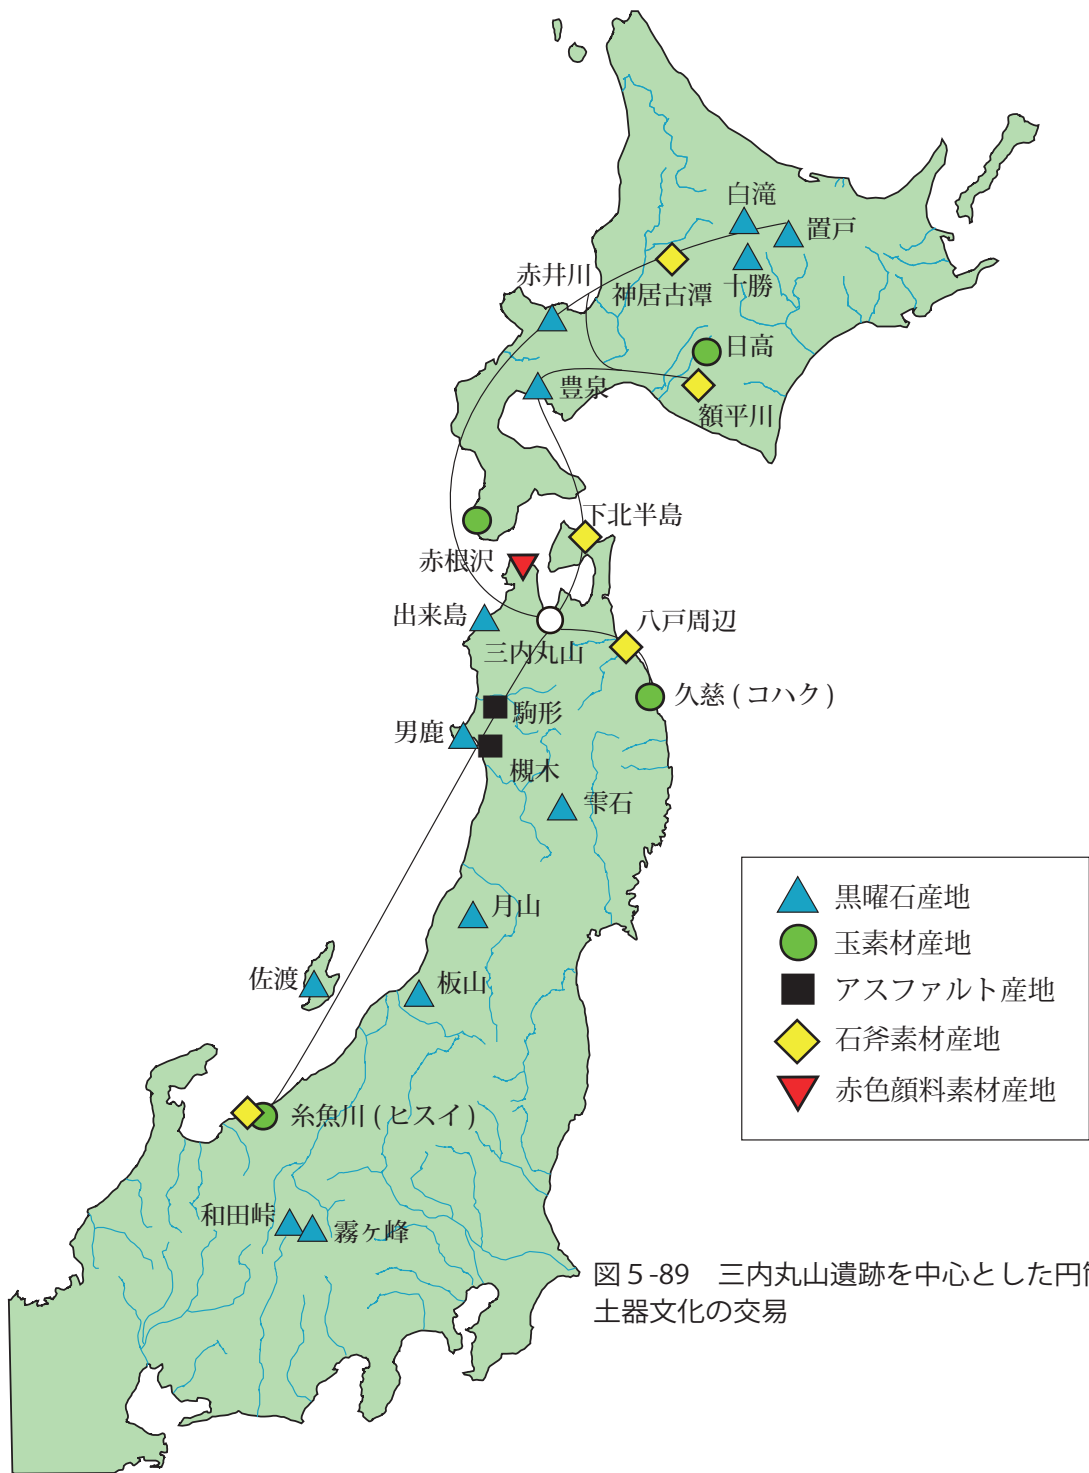 白滝
置戸
赤井川
神居古潭
十勝
日高
豊泉
額平川
下北半島
赤根沢
出来島
八戸周辺
三内丸山
久慈 ( コハク )
駒形
男鹿
槻木
雫石
月山
佐渡
板山
糸魚川 ( ヒスイ )
和田峠
霧ケ峰
黒曜石産地
玉素材産地
アスファルト産地
石斧素材産地
赤色顔料素材産地
図 5 -89　三内丸山遺跡を中心とした円
土器文化の交易